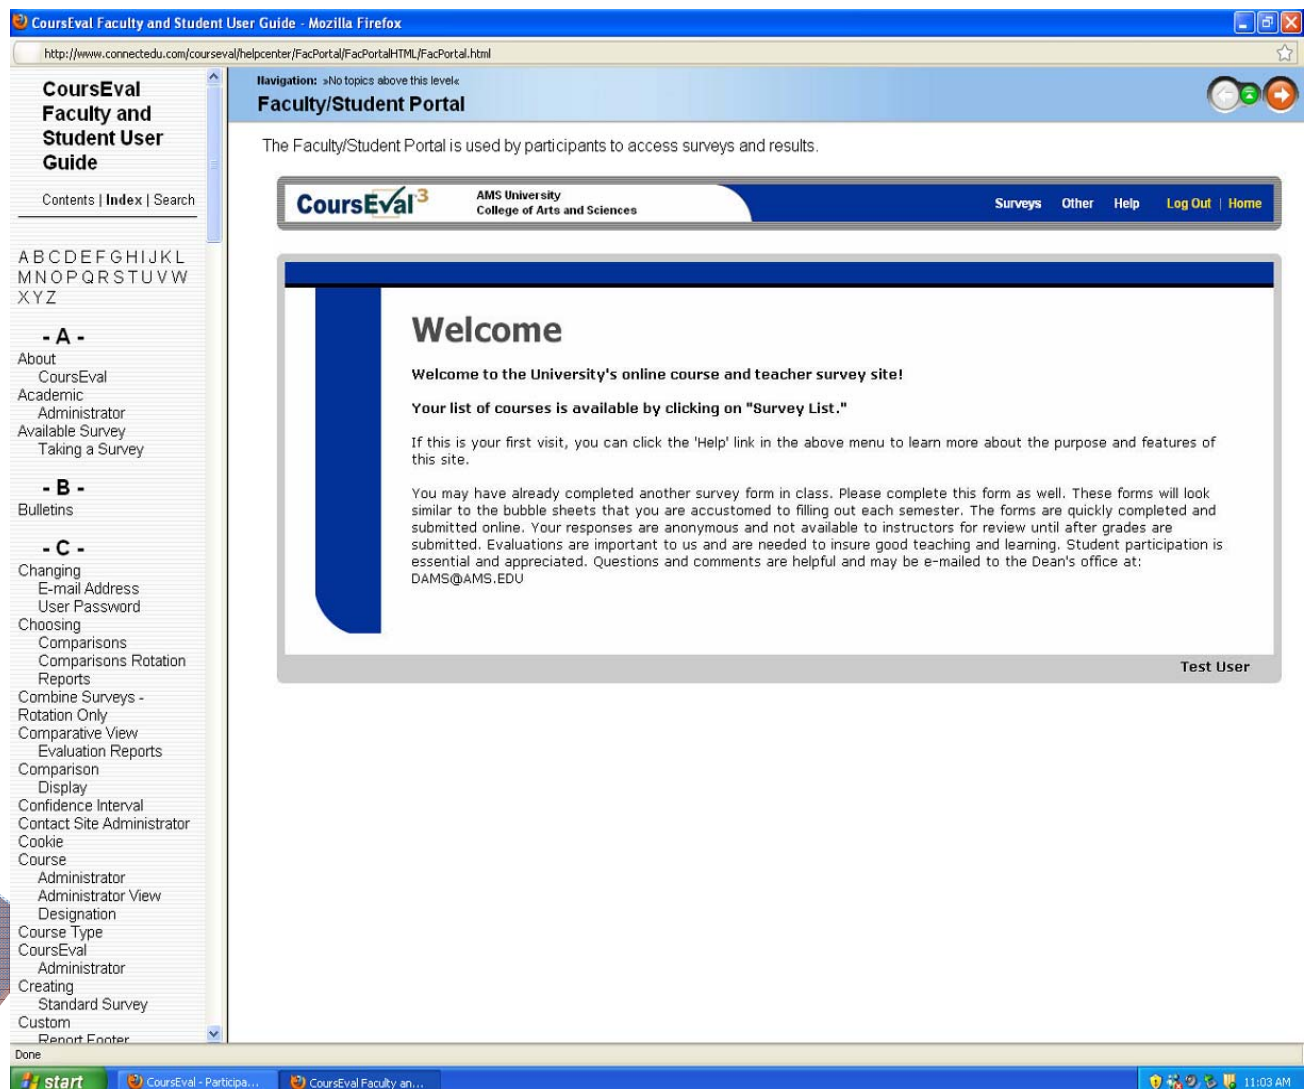 CoursEval Faculty and Student User Guide - Mozilla Firefox
http://www.connectedu.com/courseval/helpcenter/FacPortal/FacPortalHTML/FacPortal.html
CoursEval
Faculty and
Student User
Guide
Contents | Index | Search
A B C D E F G H I J K L
M N O P Q R S T U V W
X Y Z
- A -
About
CoursEval
Academic
Administrator
Available Survey
Taking a Survey
- B -
Bulletins
- C -
Changing
E-mail Address
User Password
Choosing
Comparisons
Comparisons Rotation
Reports
Combine Surveys -
Rotation Only
Comparative View
Evaluation Reports
Comparison
Display
Confidence Interval
Contact Site Administrator
Cookie
Course
Administrator
Administrator View
Designation
Course Type
CoursEval
Administrator
Creating
Standard Survey
Custom
Report Footer
Navigation: »No topics above this level«
Faculty/Student Portal
The Faculty/Student Portal is used by participants to access surveys and results.
CoursEval 3
AMS University
College of Arts and Sciences
Surveys Other Help Log Out | Home
Welcome
Welcome to the University's online course and teacher survey site!
Your list of courses is available by clicking on "Survey List."
If this is your first visit, you can click the 'Help' link in the above menu to learn more about the purpose and features of
this site.
You may have already completed another survey form in class. Please complete this form as well. These forms will look
similar to the bubble sheets that you are accustomed to filling out each semester. The forms are quickly completed and
submitted online. Your responses are anonymous and not available to instructors for review until after grades are
submitted. Evaluations are important to us and are needed to insure good teaching and learning. Student participation is
essential and appreciated. Questions and comments are helpful and may be e-mailed to the Dean's office at:
DAMS@AMS.EDU
Test User
Done
start
CoursEval - Participa...
CoursEval Faculty an...
11:03 AM